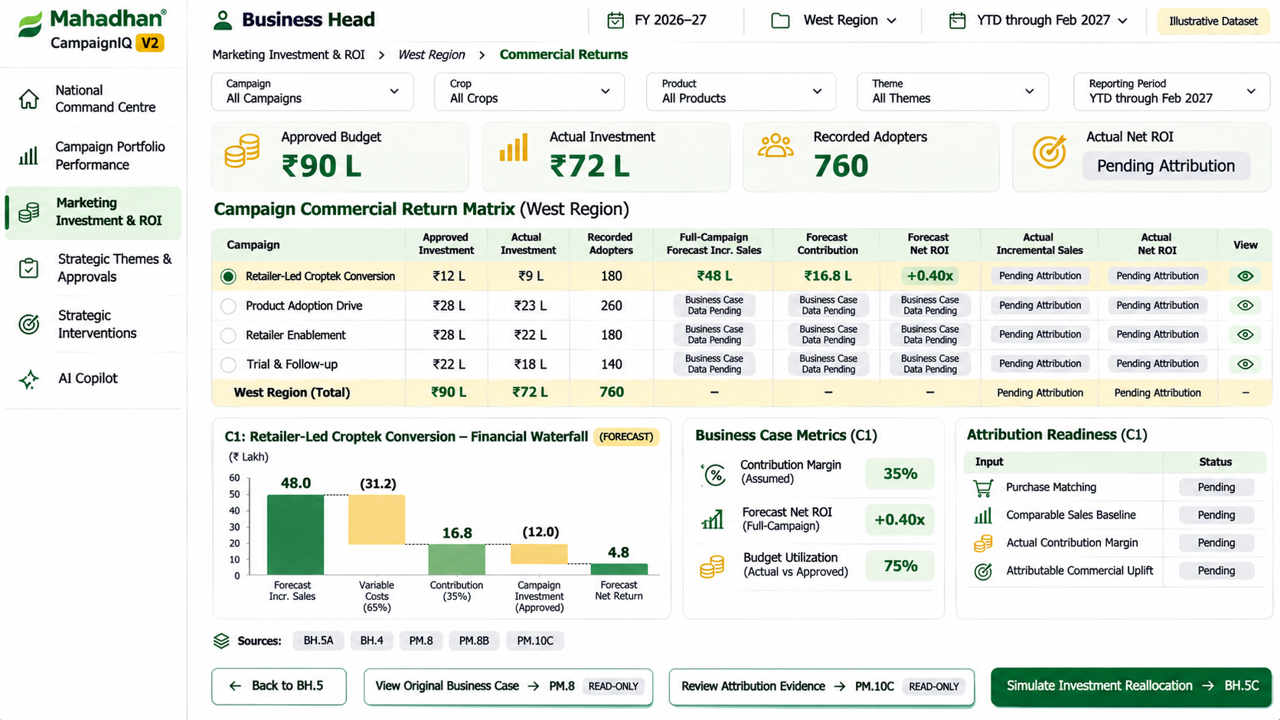 Mahadhan®
CampaignIQ V2
Business Head
FY 2026–27
West Region
YTD through Feb 2027
Illustrative Dataset
Marketing Investment & ROI > West Region > Commercial Returns
National
Command Centre
Campaign Portfolio
Performance
Marketing
Investment & ROI
Strategic Themes &
Approvals
Strategic
Interventions
AI Copilot
Campaign
All Campaigns
Crop
All Crops
Product
All Products
Theme
All Themes
Reporting Period
YTD through Feb 2027
Approved Budget
₹90 L
Actual Investment
₹72 L
Recorded Adopters
760
Actual Net ROI
Pending Attribution
Campaign Commercial Return Matrix (West Region)
Campaign
Approved
Investment
Actual
Investment
Recorded
Adopters
Full-Campaign
Forecast Incr. Sales
Forecast
Contribution
Forecast
Net ROI
Actual
Incremental Sales
Actual
Net ROI
View
Retailer-Led Croptek Conversion ₹12 L ₹9 L 180 ₹48 L ₹16.8 L +0.40x Pending Attribution Pending Attribution
Product Adoption Drive ₹28 L ₹23 L 260 Business Case Data Pending Business Case Data Pending Business Case Data Pending Pending Attribution Pending Attribution
Retailer Enablement ₹28 L ₹22 L 180 Business Case Data Pending Business Case Data Pending Business Case Data Pending Pending Attribution Pending Attribution
Trial & Follow-up ₹22 L ₹18 L 140 Business Case Data Pending Business Case Data Pending Business Case Data Pending Pending Attribution Pending Attribution
West Region (Total) ₹90 L ₹72 L 760 – – – Pending Attribution Pending Attribution –
C1: Retailer-Led Croptek Conversion – Financial Waterfall (FORECAST)
(₹ Lakh)
60
50
40
30
20
10
0
48.0
(31.2)
16.8
(12.0)
4.8
Forecast
Incr. Sales
Variable
Costs
(65%)
Contribution
(35%)
Campaign
Investment
(Approved)
Forecast
Net Return
Business Case Metrics (C1)
Contribution Margin
(Assumed)
35%
Forecast Net ROI
(Full-Campaign)
+0.40x
Budget Utilization
(Actual vs Approved)
75%
Attribution Readiness (C1)
Input Status
Purchase Matching Pending
Comparable Sales Baseline Pending
Actual Contribution Margin Pending
Attributable Commercial Uplift Pending
Sources: BH.5A BH.4 PM.8 PM.8B PM.10C
← Back to BH.5
View Original Business Case → PM.8 READ-ONLY
Review Attribution Evidence → PM.10C READ-ONLY
Simulate Investment Reallocation → BH.5C